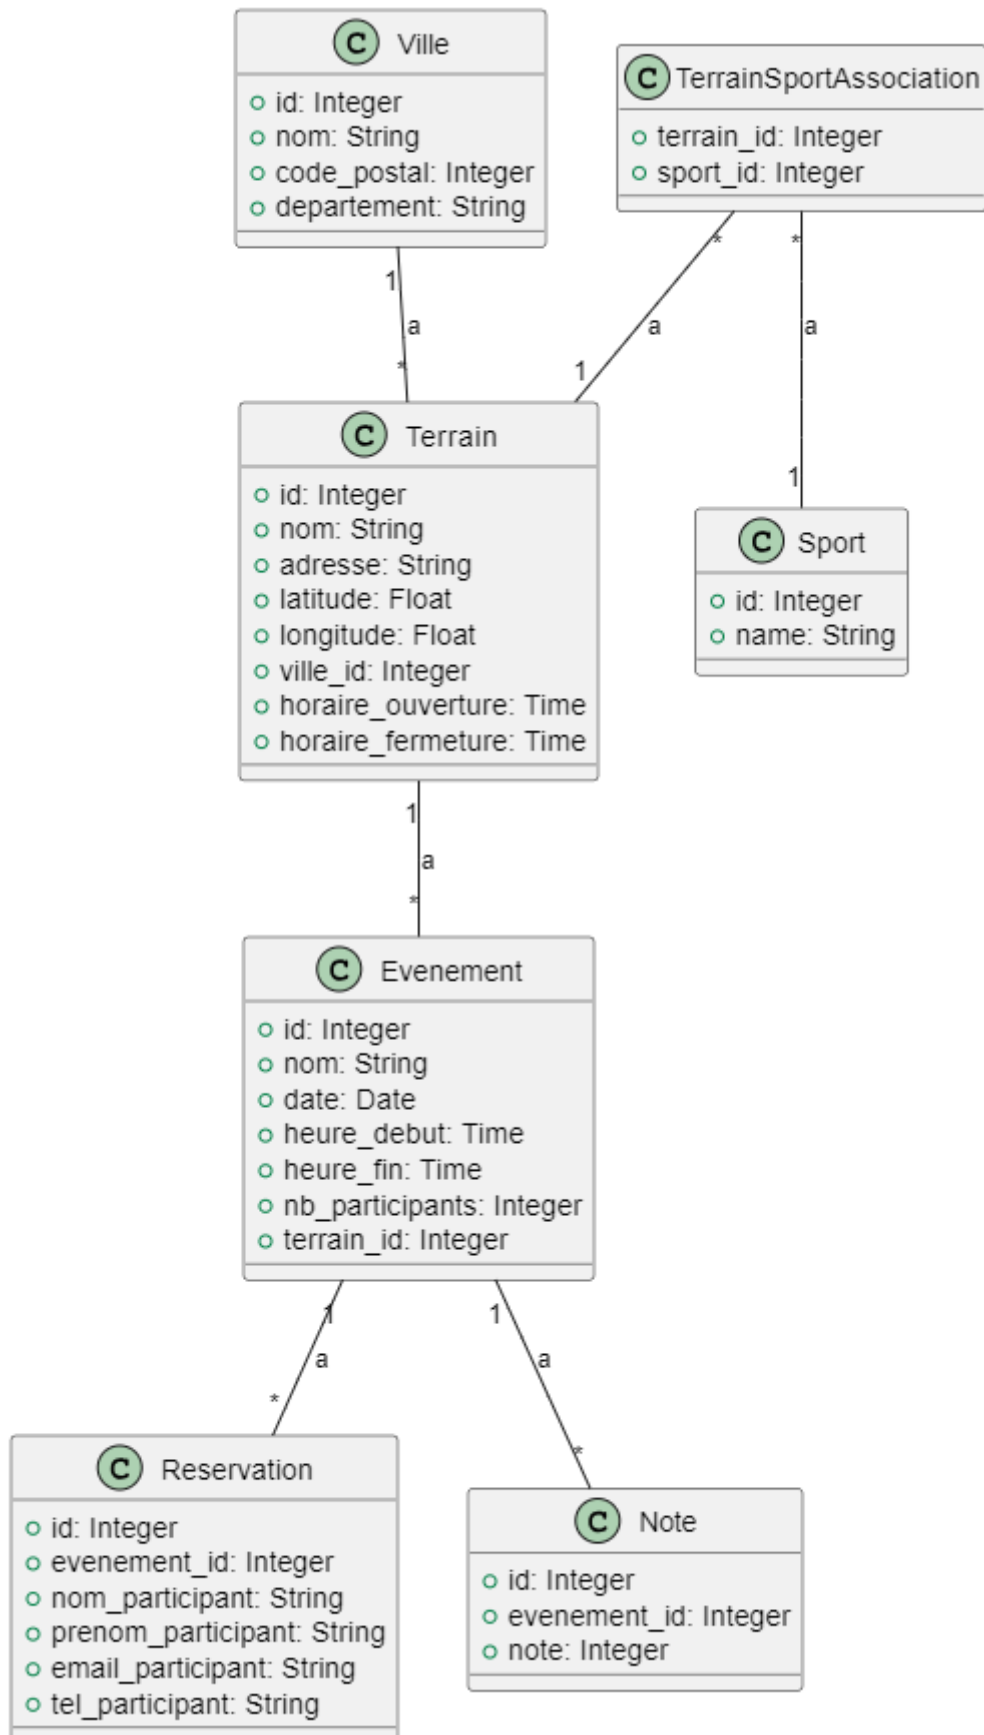 C Ville
id: Integer
nom: String
code_postal: Integer
departement: String
C TerrainSportAssociation
terrain_id: Integer
sport_id: Integer
1
a
*
*
a
1
*
a
1
C Terrain
id: Integer
nom: String
adresse: String
latitude: Float
longitude: Float
ville_id: Integer
horaire_ouverture: Time
horaire_fermeture: Time
C Sport
id: Integer
name: String
1
a
*
C Evenement
id: Integer
nom: String
date: Date
heure_debut: Time
heure_fin: Time
nb_participants: Integer
terrain_id: Integer
1
a
*
1
a
*
C Reservation
id: Integer
evenement_id: Integer
nom_participant: String
prenom_participant: String
email_participant: String
tel_participant: String
C Note
id: Integer
evenement_id: Integer
note: Integer